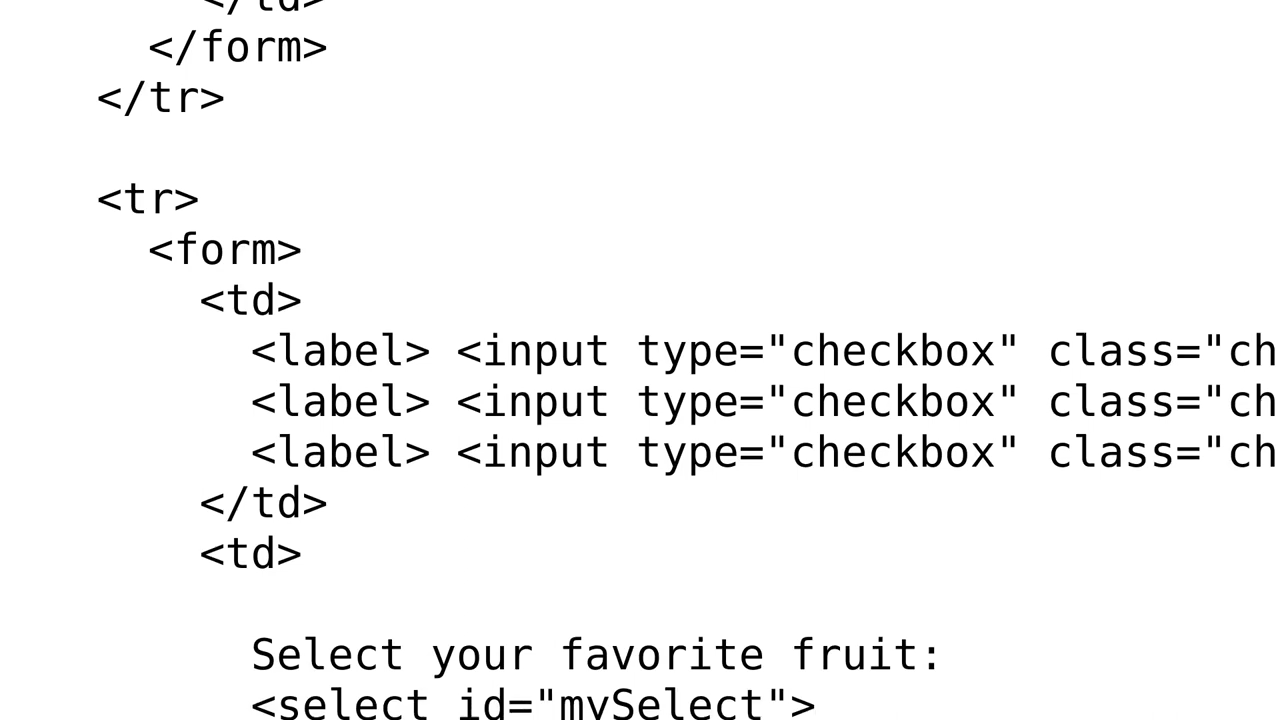 </td>
</form>
</tr>
<tr>
<form>
<td>
<label> <input type="checkbox" class="ch
<label> <input type="checkbox" class="ch
<label> <input type="checkbox" class="ch
</td>
<td>
Select your favorite fruit:
<select id="mySelect">